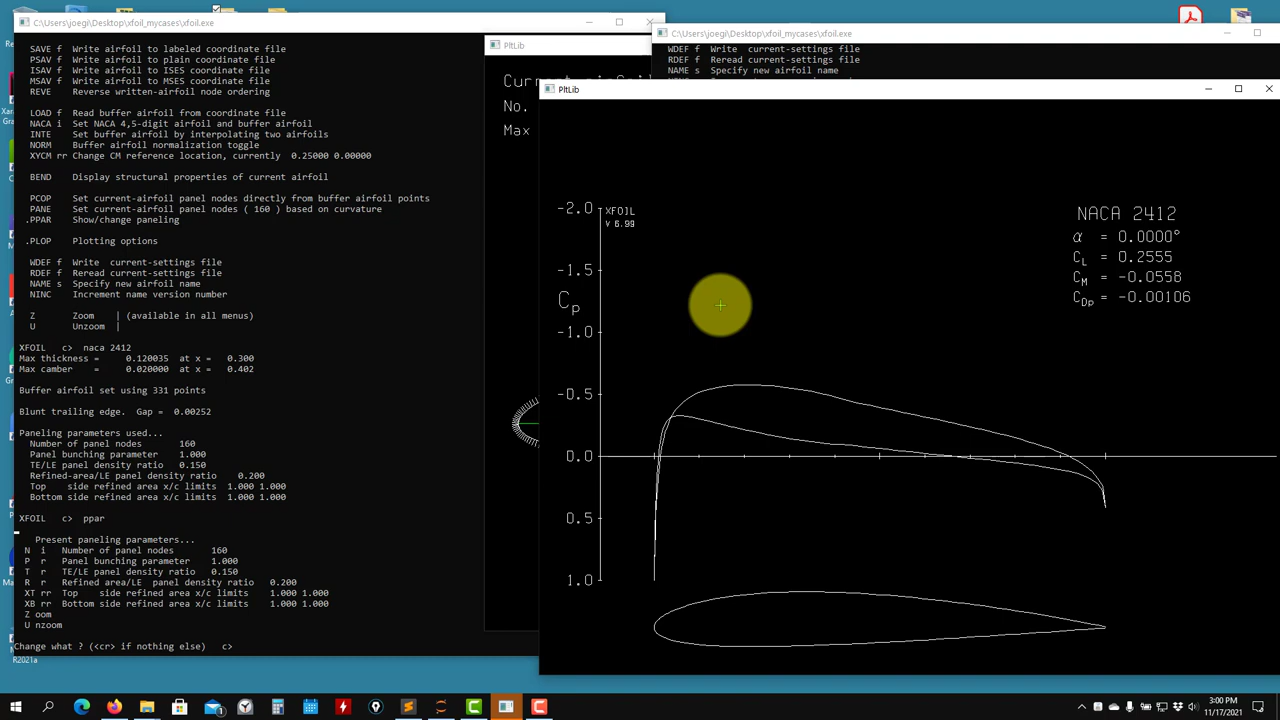 C:\Users\joegi\Desktop\xfoil_mycases\xfoil.exe
SAVE f Write airfoil to labeled coordinate file
PSAV f Write airfoil to plain coordinate file
ISAV f Write airfoil to ISES coordinate file
MSAV f Write airfoil to MSES coordinate file
REVE Reverse written-airfoil node ordering
LOAD f Read buffer airfoil from coordinate file
NACA i Set NACA 4,5-digit airfoil and buffer airfoil
INTE Set buffer airfoil by interpolating two airfoils
NORM Buffer airfoil normalization toggle
XYCM rr Change CM reference location, currently 0.25000 0.00000
BEND Display structural properties of current airfoil
PCOP Set current-airfoil panel nodes directly from buffer airfoil points
PANE Set current-airfoil panel nodes ( 160 ) based on curvature
.PPAR Show/change paneling
.PLOP Plotting options
WDEF f Write current-settings file
RDEF f Reread current-settings file
NAME s Specify new airfoil name
NINC Increment name version number
Z Zoom | (available in all menus)
U Unzoom |
XFOIL c> naca 2412
Max thickness = 0.120035 at x = 0.300
Max camber = 0.020000 at x = 0.402
Buffer airfoil set using 331 points
Blunt trailing edge. Gap = 0.00252
Paneling parameters used...
Number of panel nodes 160
Panel bunching parameter 1.000
TE/LE panel density ratio 0.150
Refined-area/LE panel density ratio 0.200
Top side refined area x/c limits 1.000 1.000
Bottom side refined area x/c limits 1.000 1.000
XFOIL c> ppar
Present paneling parameters...
N i Number of panel nodes 160
P r Panel bunching parameter 1.000
T r TE/LE panel density ratio 0.150
R r Refined area/LE panel density ratio 0.200
XT rr Top side refined area x/c limits 1.000 1.000
XB rr Bottom side refined area x/c limits 1.000 1.000
Z oom
U nzoom
Change what ? (<cr> if nothing else) c>
R2021a
PltLib
No.
Max
C:\Users\joegi\Desktop\xfoil_mycases\xfoil.exe
WDEF f Write current-settings file
RDEF f Reread current-settings file
NAME s Specify new airfoil name
PltLib
XFOIL
V 6.99
-2.0
-1.5
Cp
-1.0
-0.5
0.0
0.5
1.0
NACA 2412
α = 0.0000°
CL = 0.2555
CM = -0.0558
CDp = -0.00106
3:00 PM
11/17/2021